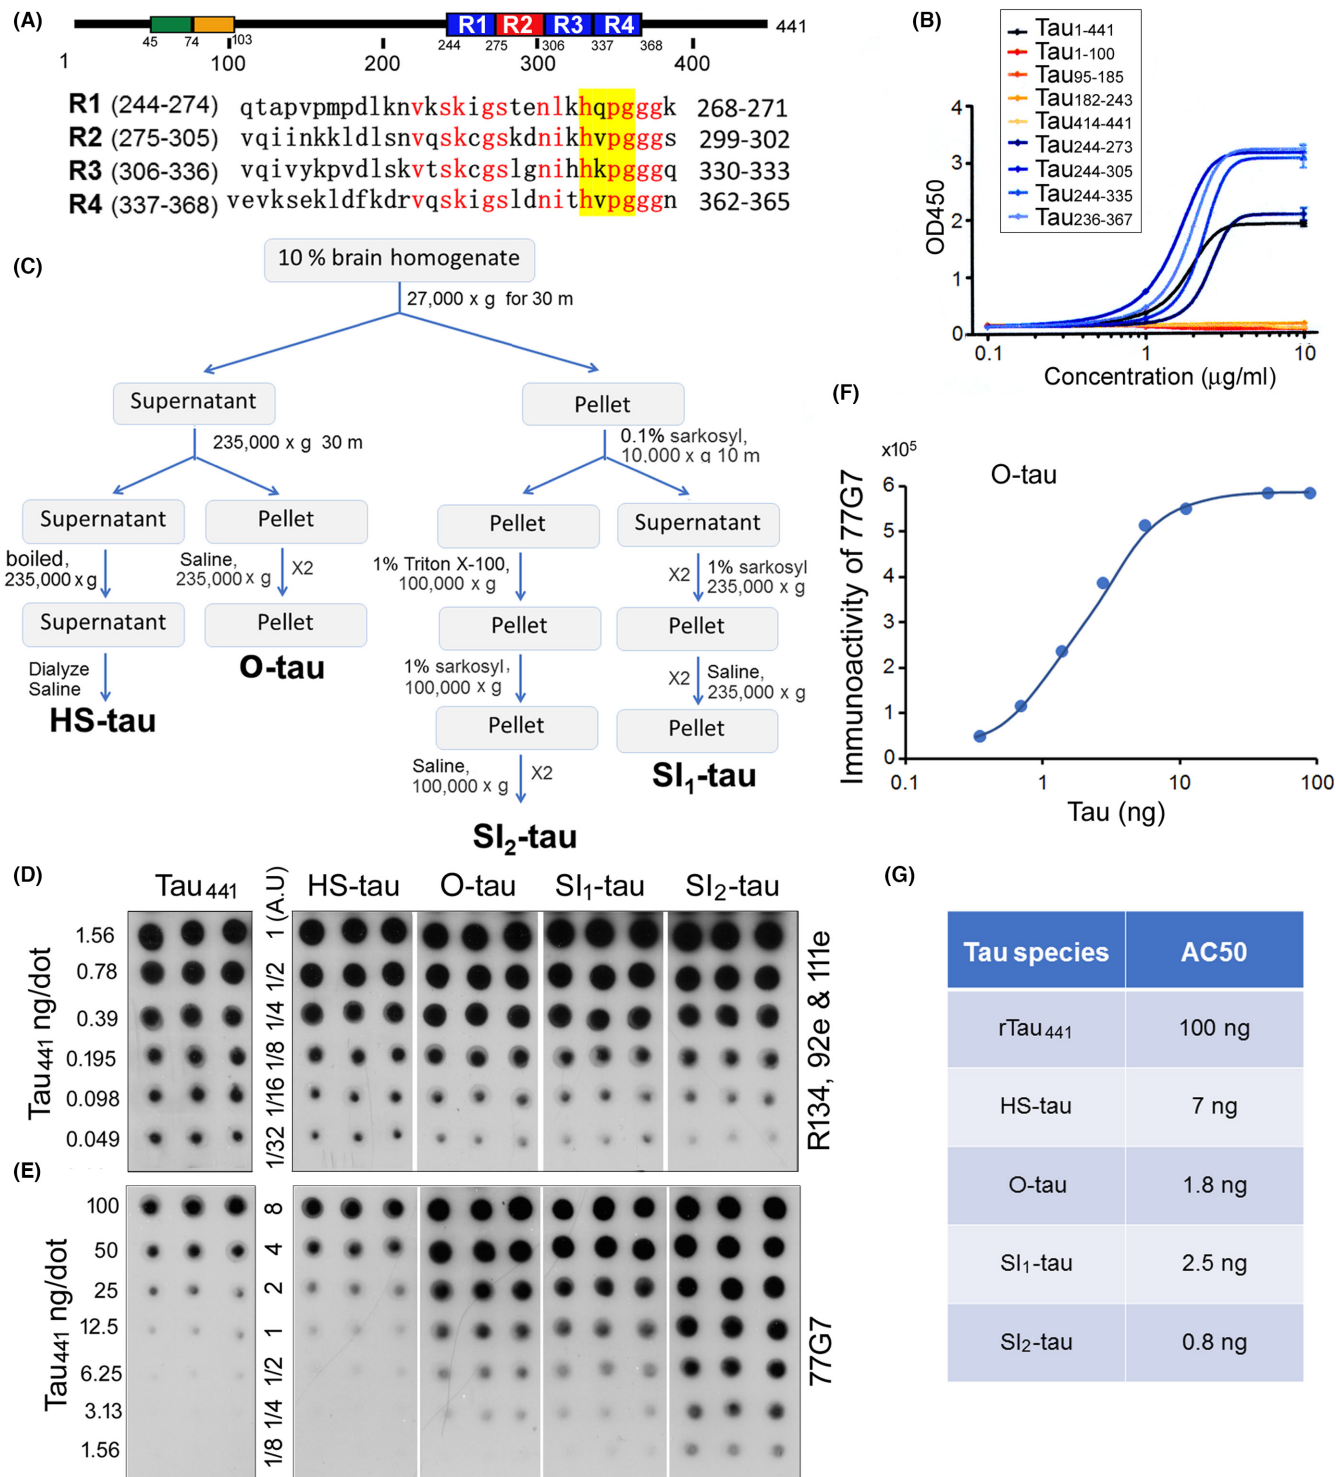 (A)
R1 R2 R3 R4 441
45 74 103 244 275 306 337 368
1 100 200 300 400
R1 (244-274) qtapvpmpdlknvkskigstenlkhqpgggk 268-271
R2 (275-305) vqiinkkldlsnvqskcgskdnikhvpgggs 299-302
R3 (306-336) vqivykpvdlskvtskcgslgnihhkpgggq 330-333
R4 (337-368) vevksekldfkdrvqskigsldnithvpgggn 362-365
(B)
Tau1-441
Tau1-100
Tau95-185
Tau182-243
Tau414-441
Tau244-273
Tau244-305
Tau244-335
Tau236-367
OD450
4
3
2
1
0
0.1 1 10
Concentration (µg/ml)
(C)
10 % brain homogenate
27,000 x g for 30 m
Supernatant
Pellet
235,000 x g 30 m
0.1% sarkosyl,
10,000 x g 10 m
Supernatant
Pellet
Pellet
Supernatant
boiled,
235,000 x g
Saline,
235,000 x g
X2
1% Triton X-100,
100,000 x g
X2
1% sarkosyl
235,000 x g
Supernatant
Pellet
Pellet
Pellet
Dialyze
Saline
O-tau
1% sarkosyl,
100,000 x g
X2
Saline,
235,000 x g
HS-tau
Pellet
Pellet
Saline,
100,000 x g
X2
SI1-tau
SI2-tau
(F)
x10⁵
O-tau
Immunoactivity of 77G7
6
5
4
3
2
1
0
0.1 1 10 100
Tau (ng)
(D)
Tau441 HS-tau O-tau SI1-tau SI2-tau
Tau441 ng/dot
1.56
0.78
0.39
0.195
0.098
0.049
1 (A.U)
1/2
1/4
1/8
1/16
1/32
R134, 92e & 111e
(E)
Tau441 ng/dot
100
50
25
12.5
6.25
3.13
1.56
8
4
2
1
1/2
1/4
1/8
77G7
(G)
Tau species AC50
rTau441 100 ng
HS-tau 7 ng
O-tau 1.8 ng
SI1-tau 2.5 ng
SI2-tau 0.8 ng